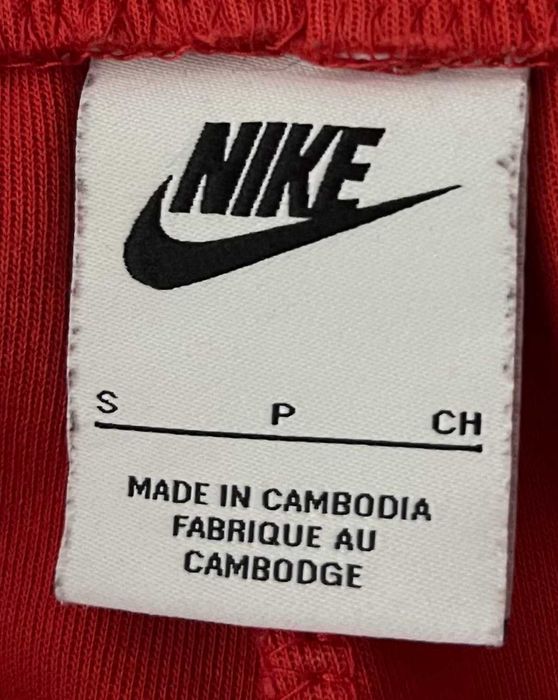 NIKE
S P CH
MADE IN CAMBODIA
FABRIQUE AU
CAMBODGE